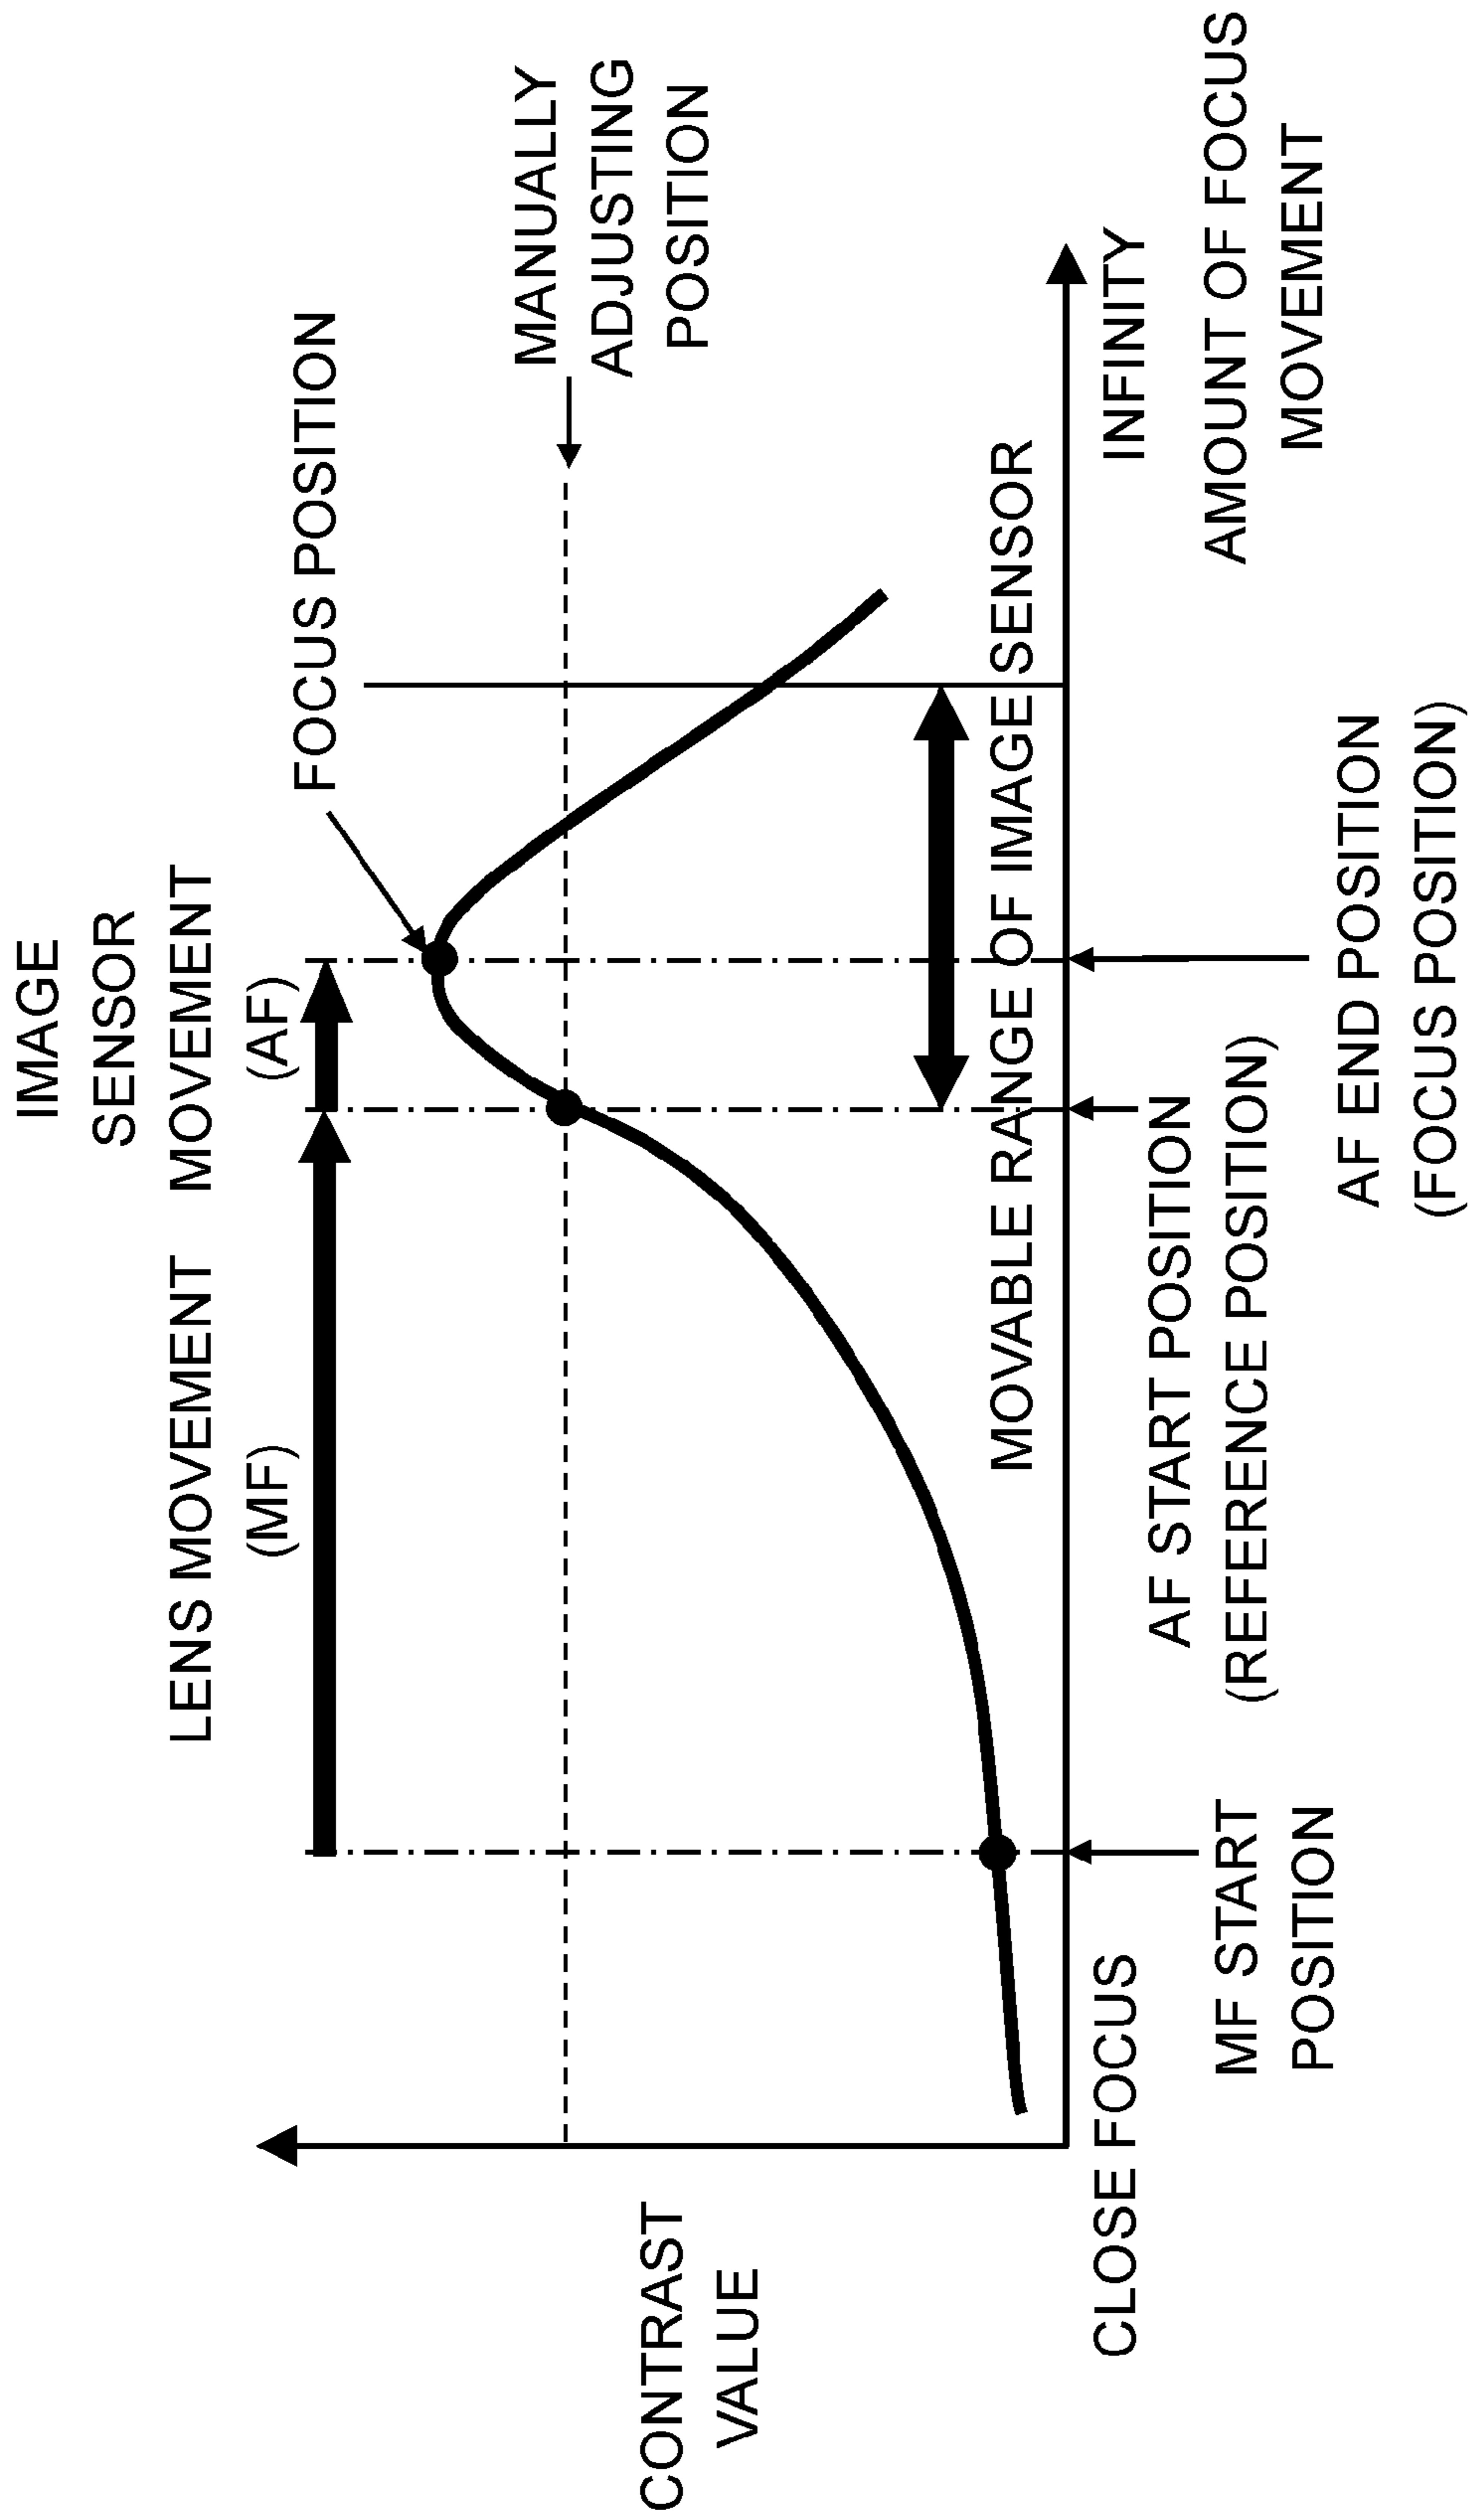 IMAGE
SENSOR
LENS MOVEMENT
(MF)
MOVEMENT
(AF)
FOCUS POSITION
MANUALLY
ADJUSTING
POSITION
CONTRAST
VALUE
MOVABLE RANGE OF IMAGE SENSOR
CLOSE FOCUS
INFINITY
MF START
POSITION
AF START POSITION
(REFERENCE POSITION)
AF END POSITION
(FOCUS POSITION)
AMOUNT OF FOCUS
MOVEMENT